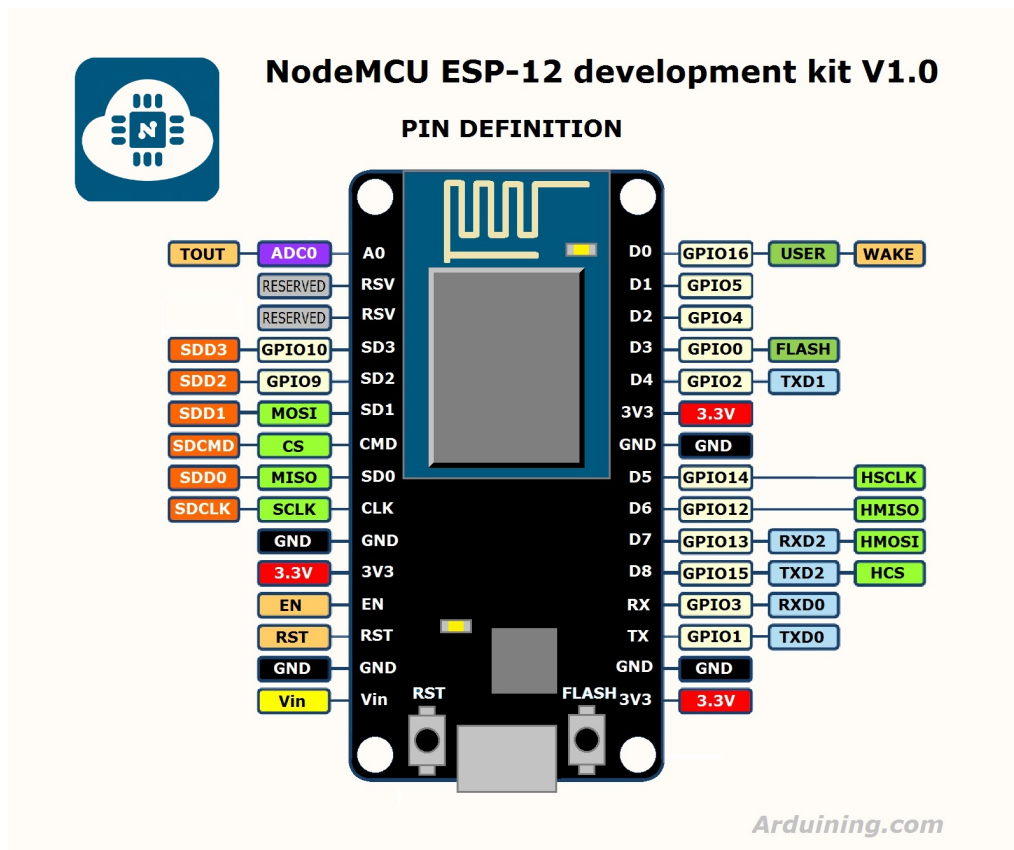 NodeMCU ESP-12 development kit V1.0
PIN DEFINITION
N
TOUT ADC0 A0 D0 GPIO16 USER WAKE
RESERVED RSV D1 GPIO5
RESERVED RSV D2 GPIO4
SDD3 GPIO10 SD3 D3 GPIO0 FLASH
SDD2 GPIO9 SD2 D4 GPIO2 TXD1
SDD1 MOSI SD1 3V3 3.3V
SDCMD CS CMD GND GND
SDD0 MISO SD0 D5 GPIO14 HSCLK
SDCLK SCLK CLK D6 GPIO12 HMISO
GND GND D7 GPIO13 RXD2 HMOSI
3.3V 3V3 D8 GPIO15 TXD2 HCS
EN EN RX GPIO3 RXD0
RST RST TX GPIO1 TXD0
GND GND GND GND
Vin Vin RST FLASH 3V3 3.3V
Arduining.com